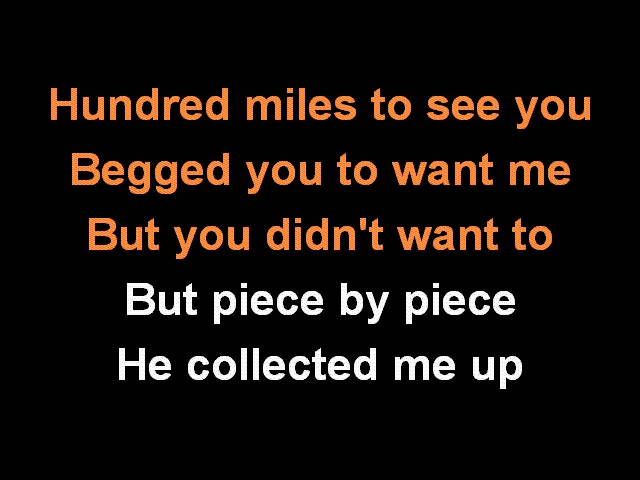 Hundred miles to see you
Begged you to want me
But you didn't want to
But piece by piece
He collected me up